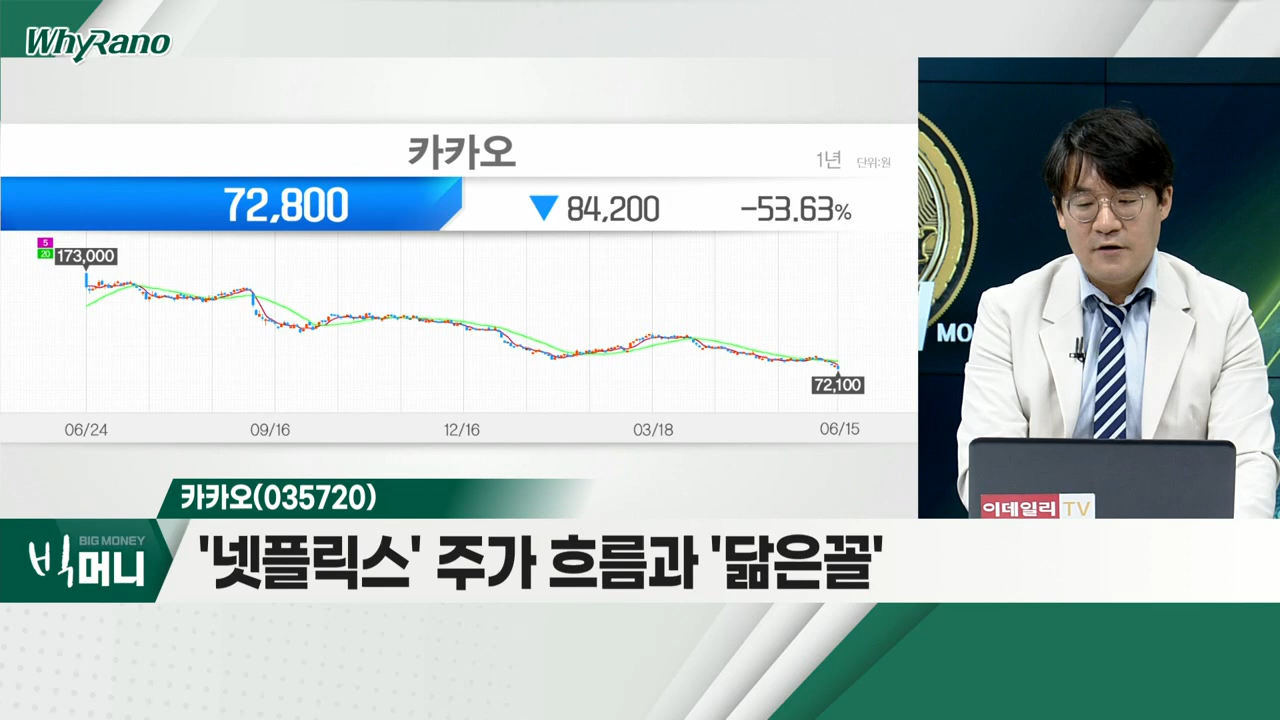 WhyRano
카카오
1년 단위:원
72,800 ▼ 84,200 -53.63%
5
20
173,000
72,100
06/24 09/16 12/16 03/18 06/15
MO
카카오(035720)
이데일리TV
BIG MONEY
빅머니
'넷플릭스' 주가 흐름과 '닮은꼴'